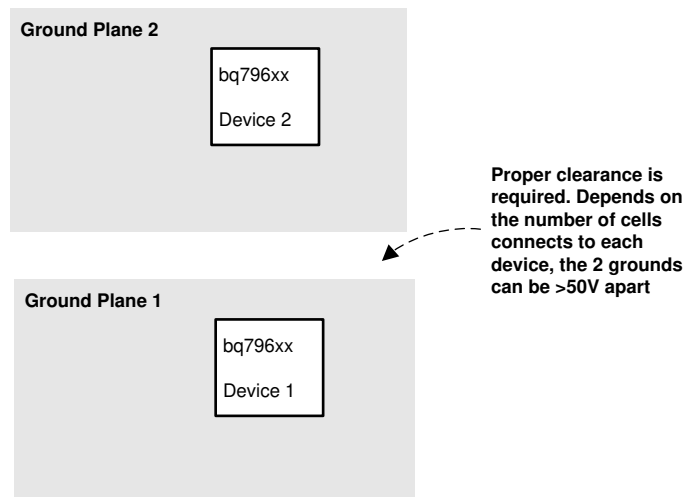 Ground Plane 2
bq796xx
Device 2
Proper clearance is
required. Depends on
the number of cells
connects to each
device, the 2 grounds
can be >50V apart
Ground Plane 1
bq796xx
Device 1